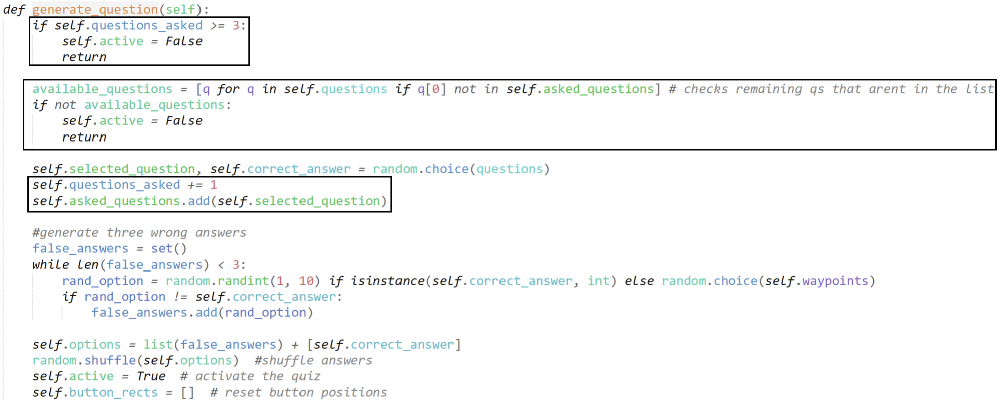 def generate_question(self):
if self.questions_asked >= 3:
self.active = False
return
available_questions = [q for q in self.questions if q[0] not in self.asked_questions] # checks remaining qs that arent in the list
if not available_questions:
self.active = False
return
self.selected_question, self.correct_answer = random.choice(questions)
self.questions_asked += 1
self.asked_questions.add(self.selected_question)
#generate three wrong answers
false_answers = set()
while len(false_answers) < 3:
rand_option = random.randint(1, 10) if isinstance(self.correct_answer, int) else random.choice(self.waypoints)
if rand_option != self.correct_answer:
false_answers.add(rand_option)
self.options = list(false_answers) + [self.correct_answer]
random.shuffle(self.options)  #shuffle answers
self.active = True  # activate the quiz
self.button_rects = []  # reset button positions